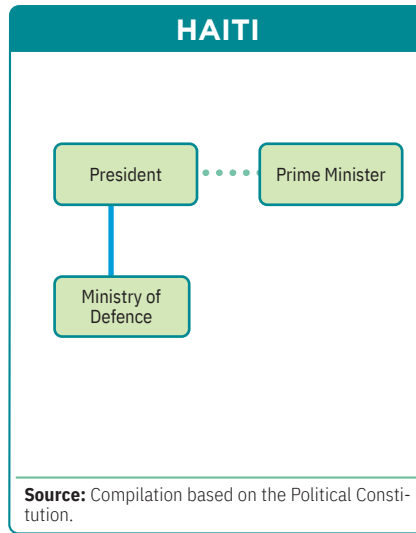 HAITI
President
Prime Minister
Ministry of
Defence
Source: Compilation based on the Political Consti-
tution.